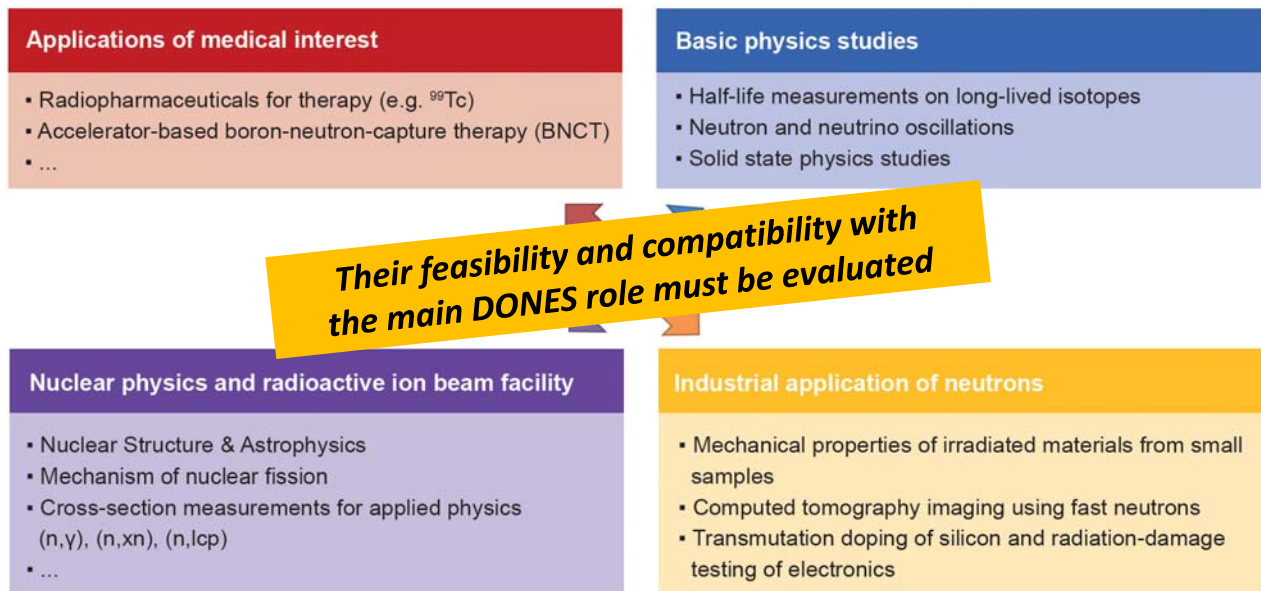 Applications of medical interest
▪ Radiopharmaceuticals for therapy (e.g. ⁹⁹Tc)
▪ Accelerator-based boron-neutron-capture therapy (BNCT)
▪ ...
Basic physics studies
▪ Half-life measurements on long-lived isotopes
▪ Neutron and neutrino oscillations
▪ Solid state physics studies
Their feasibility and compatibility with
the main DONES role must be evaluated
Nuclear physics and radioactive ion beam facility
▪ Nuclear Structure & Astrophysics
▪ Mechanism of nuclear fission
▪ Cross-section measurements for applied physics
(n,γ), (n,xn), (n,lcp)
▪ ...
Industrial application of neutrons
▪ Mechanical properties of irradiated materials from small
samples
▪ Computed tomography imaging using fast neutrons
▪ Transmutation doping of silicon and radiation-damage
testing of electronics